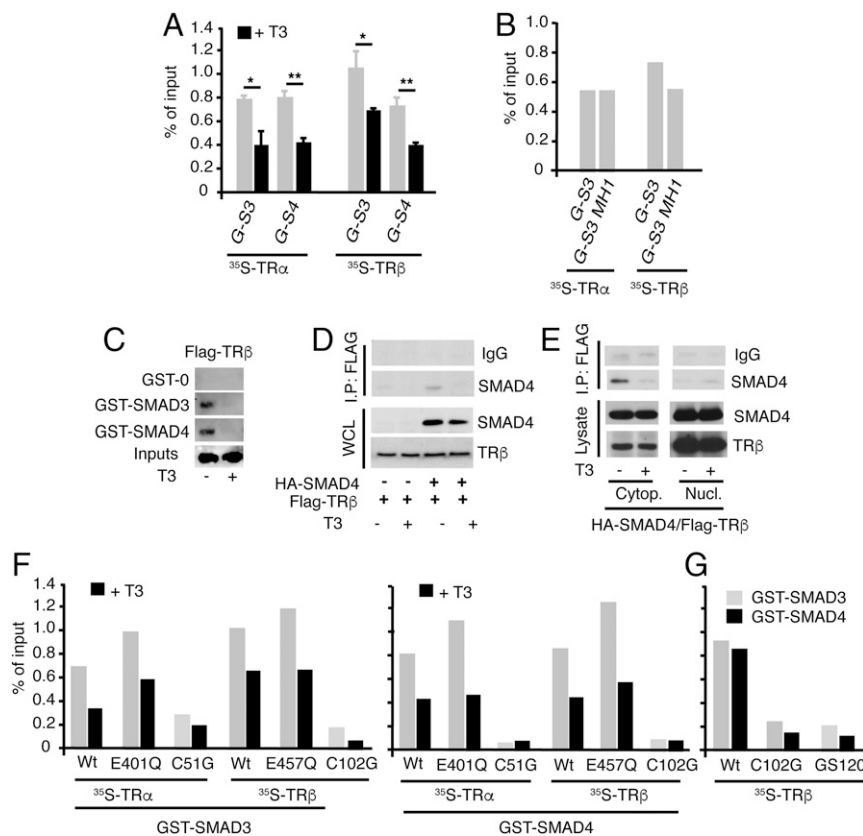 A
+ T3
% of input
1.4
1.2
1.0
0.8
0.6
0.4
0.2
0
*
**
*
**
G-S3
G-S4
G-S3
G-S4
³⁵S-TRα
³⁵S-TRβ
B
% of input
1.0
0.8
0.6
0.4
0.2
0
G-S3
G-S3 MH1
G-S3
G-S3 MH1
³⁵S-TRα
³⁵S-TRβ
C
Flag-TRβ
GST-0
GST-SMAD3
GST-SMAD4
Inputs
T3 - +
D
I.P: FLAG
IgG
SMAD4
WCL
SMAD4
TRβ
HA-SMAD4 - - + +
Flag-TRβ + + + +
T3 - + - +
E
I.P: FLAG
IgG
SMAD4
Lysate
SMAD4
TRβ
T3 - + - +
Cytop. Nucl.
HA-SMAD4/Flag-TRβ
F
+ T3
% of input
1.4
1.2
1.0
0.8
0.6
0.4
0.2
0
Wt E401Q C51G Wt E457Q C102G
³⁵S-TRα ³⁵S-TRβ
GST-SMAD3
+ T3
Wt E401Q C51G Wt E457Q C102G
³⁵S-TRα ³⁵S-TRβ
GST-SMAD4
G
GST-SMAD3
GST-SMAD4
Wt C102G GS120
³⁵S-TRβ